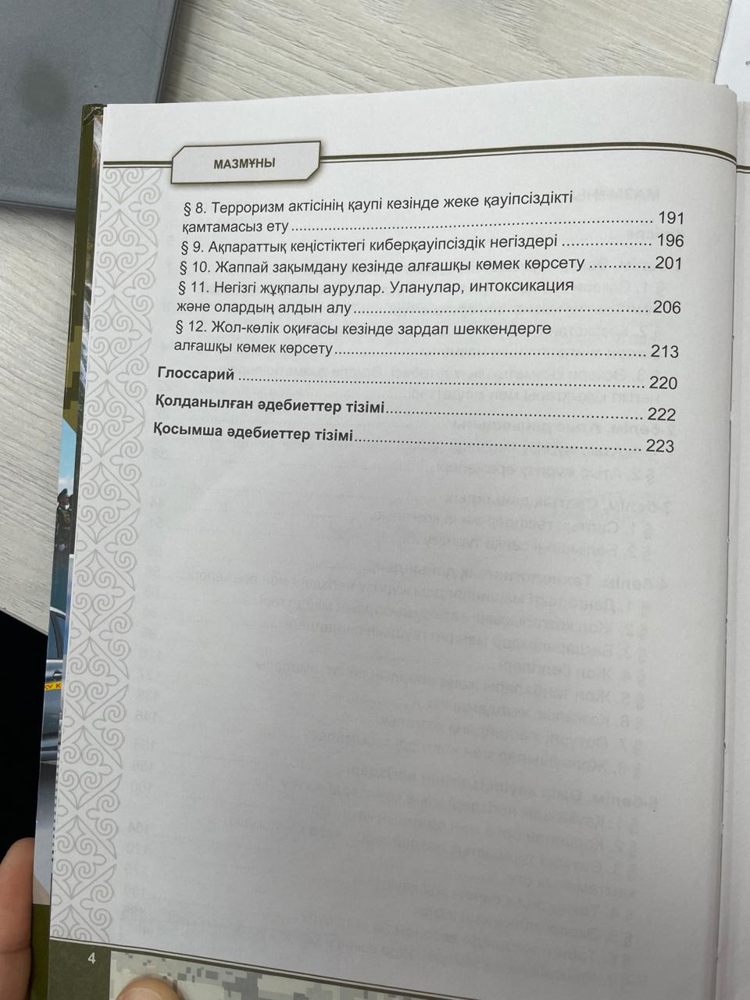 МАЗМҰНЫ
§ 8. Терроризм актісінің қаупі кезінде жеке қауіпсіздікті
қамтамасыз ету ........ 191
§ 9. Ақпараттық кеңістіктегі киберқауіпсіздік негіздері ........ 196
§ 10. Жаппай зақымдану кезінде алғашқы көмек көрсету ........ 201
§ 11. Негізгі жұқпалы аурулар. Уланулар, интоксикация
және олардың алдын алу ........ 206
§ 12. Жол-көлік оқиғасы кезінде зардап шеккендерге
алғашқы көмек көрсету ........ 213
Глоссарий ........ 220
Қолданылған әдебиеттер тізімі ........ 222
Қосымша әдебиеттер тізімі ........ 223
4